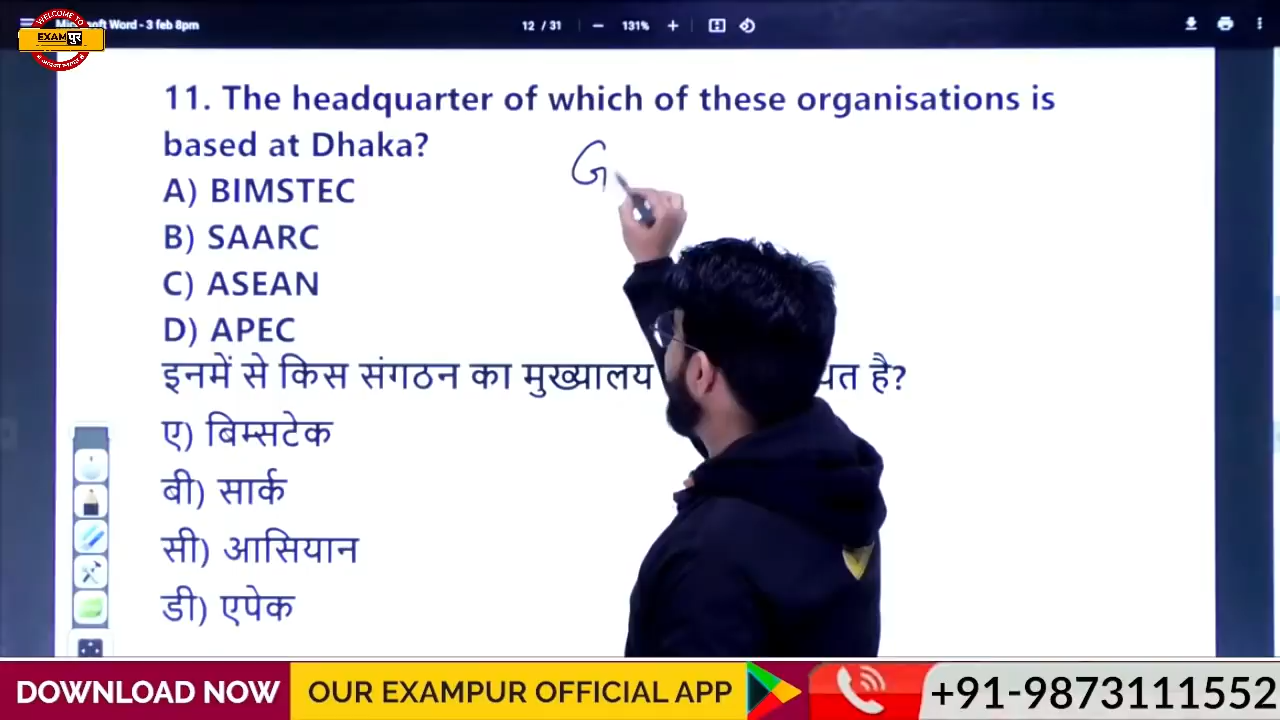 Microsoft Word - 3 feb 8pm
12 / 31
131%
WELCOME TO
EXAMपुर
11. The headquarter of which of these organisations is
based at Dhaka?
G
A) BIMSTEC
B) SAARC
C) ASEAN
D) APEC
इनमें से किस संगठन का मुख्यालय
है?
ए) बिम्सटेक
बी) सार्क
सी) आसियान
डी) एपेक
DOWNLOAD NOW
OUR EXAMPUR OFFICIAL APP
+91-9873111552